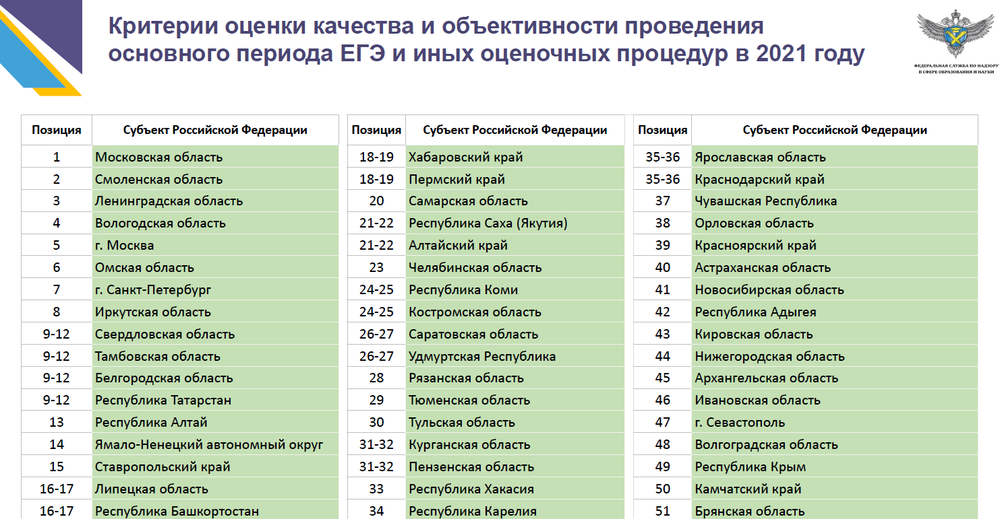 Критерии оценки качества и объективности проведения
основного периода ЕГЭ и иных оценочных процедур в 2021 году
ФЕДЕРАЛЬНАЯ СЛУЖБА ПО НАДЗОРУ
В СФЕРЕ ОБРАЗОВАНИЯ И НАУКИ
Позиция Субъект Российской Федерации
1 Московская область
2 Смоленская область
3 Ленинградская область
4 Вологодская область
5 г. Москва
6 Омская область
7 г. Санкт-Петербург
8 Иркутская область
9-12 Свердловская область
9-12 Тамбовская область
9-12 Белгородская область
9-12 Республика Татарстан
13 Республика Алтай
14 Ямало-Ненецкий автономный округ
15 Ставропольский край
16-17 Липецкая область
16-17 Республика Башкортостан
Позиция Субъект Российской Федерации
18-19 Хабаровский край
18-19 Пермский край
20 Самарская область
21-22 Республика Саха (Якутия)
21-22 Алтайский край
23 Челябинская область
24-25 Республика Коми
24-25 Костромская область
26-27 Саратовская область
26-27 Удмуртская Республика
28 Рязанская область
29 Тюменская область
30 Тульская область
31-32 Курганская область
31-32 Пензенская область
33 Республика Хакасия
34 Республика Карелия
Позиция Субъект Российской Федерации
35-36 Ярославская область
35-36 Краснодарский край
37 Чувашская Республика
38 Орловская область
39 Красноярский край
40 Астраханская область
41 Новосибирская область
42 Республика Адыгея
43 Кировская область
44 Нижегородская область
45 Архангельская область
46 Ивановская область
47 г. Севастополь
48 Волгоградская область
49 Республика Крым
50 Камчатский край
51 Брянская область